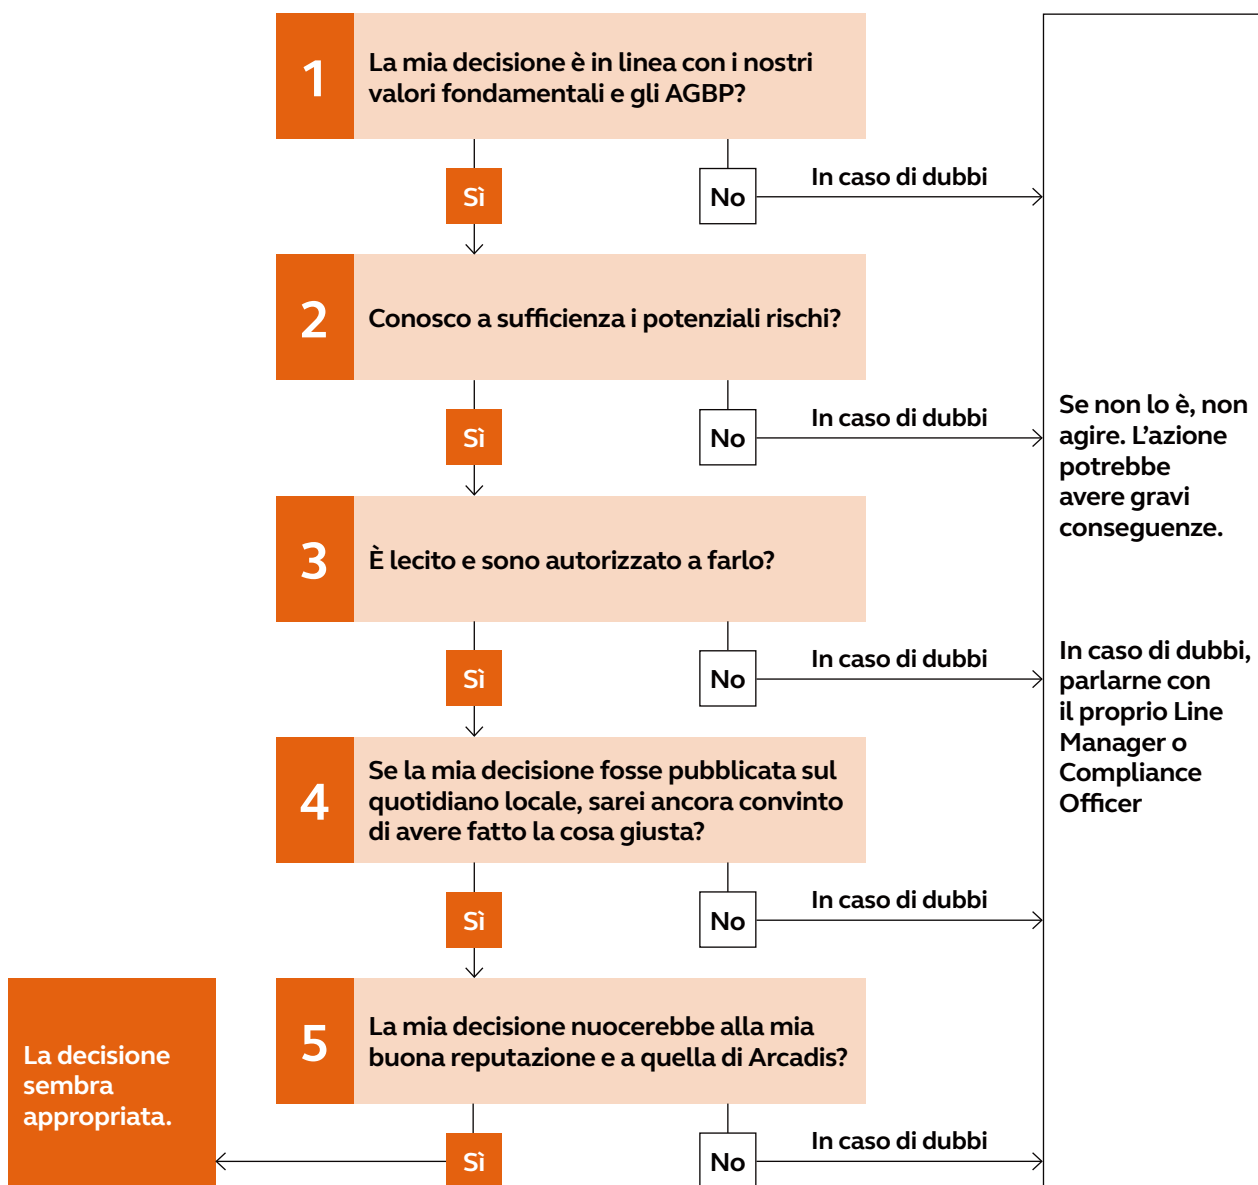 1
La mia decisione è in linea con i nostri
valori fondamentali e gli AGBP?
Sì
No
In caso di dubbi
2
Conosco a sufficienza i potenziali rischi?
Sì
No
In caso di dubbi
3
È lecito e sono autorizzato a farlo?
Sì
No
In caso di dubbi
4
Se la mia decisione fosse pubblicata sul
quotidiano locale, sarei ancora convinto
di avere fatto la cosa giusta?
Sì
No
In caso di dubbi
5
La mia decisione nuocerebbe alla mia
buona reputazione e a quella di Arcadis?
Sì
No
In caso di dubbi
La decisione
sembra
appropriata.
Se non lo è, non
agire. L’azione
potrebbe
avere gravi
conseguenze.
In caso di dubbi,
parlarne con
il proprio Line
Manager o
Compliance
Officer